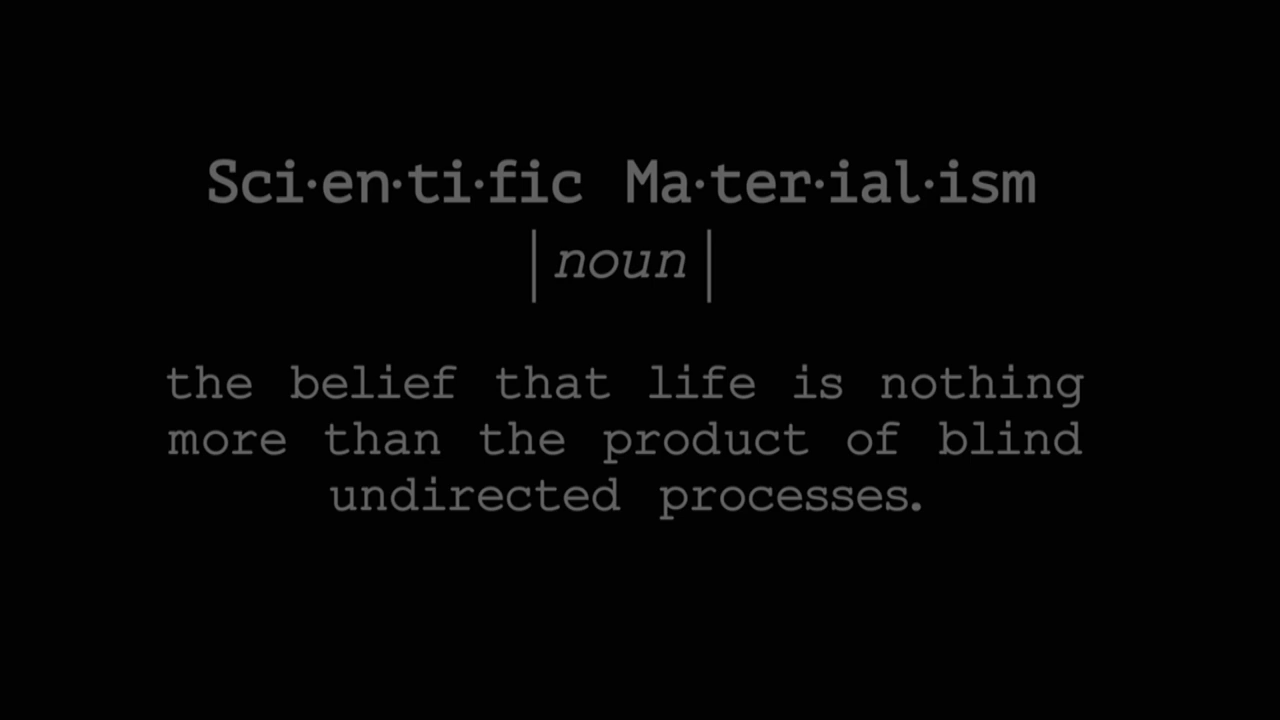 Sci·en·ti·fic Ma·ter·ial·ism
|noun|
the belief that life is nothing
more than the product of blind
undirected processes.